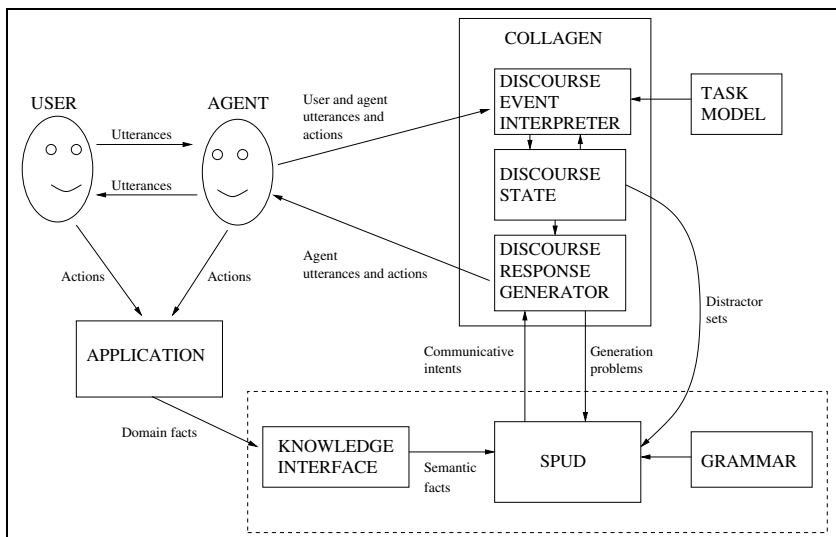 COLLAGEN
USER
AGENT
Utterances
Utterances
User and agent
utterances and
actions
DISCOURSE
EVENT
INTERPRETER
TASK
MODEL
DISCOURSE
STATE
DISCOURSE
RESPONSE
GENERATOR
Agent
utterances and actions
Actions
Actions
Distractor
sets
APPLICATION
Communicative
intents
Generation
problems
Domain facts
KNOWLEDGE
INTERFACE
Semantic
facts
SPUD
GRAMMAR